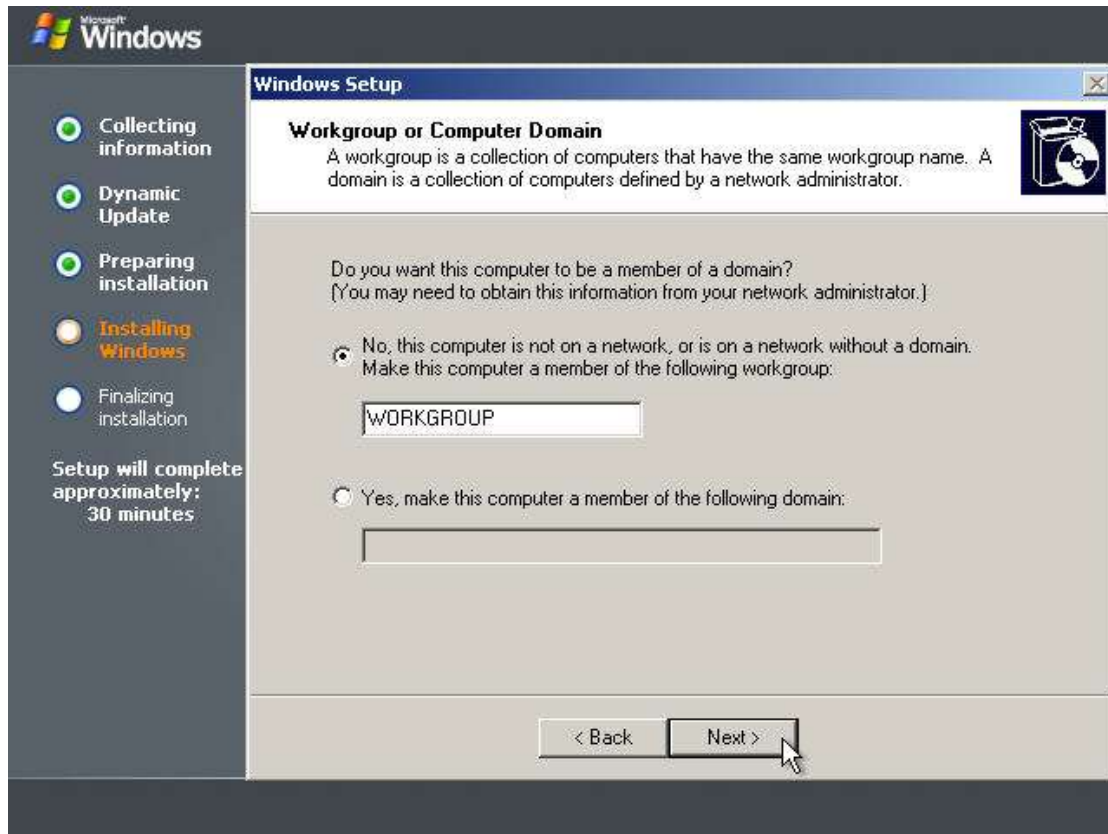 Microsoft
Windows
Collecting
information
Dynamic
Update
Preparing
installation
Installing
Windows
Finalizing
installation
Setup will complete
approximately:
30 minutes
Windows Setup
Workgroup or Computer Domain
A workgroup is a collection of computers that have the same workgroup name. A
domain is a collection of computers defined by a network administrator.
Do you want this computer to be a member of a domain?
(You may need to obtain this information from your network administrator.)
No, this computer is not on a network, or is on a network without a domain.
Make this computer a member of the following workgroup:
WORKGROUP
Yes, make this computer a member of the following domain:
< Back
Next >